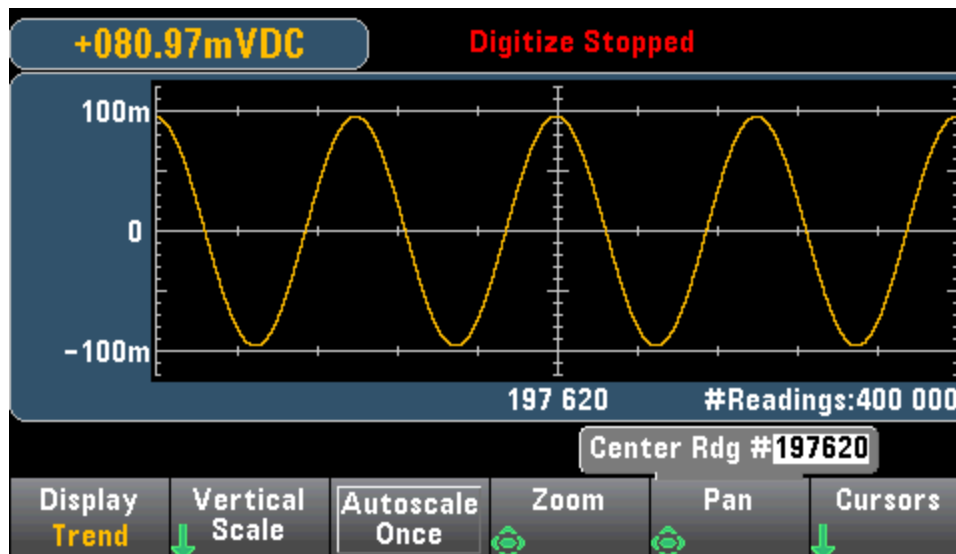 +080.97mVDC
Digitize Stopped
100m
0
-100m
197 620 #Readings:400 000
Center Rdg #197620
Display
Trend
Vertical
Scale
Autoscale
Once
Zoom
Pan
Cursors